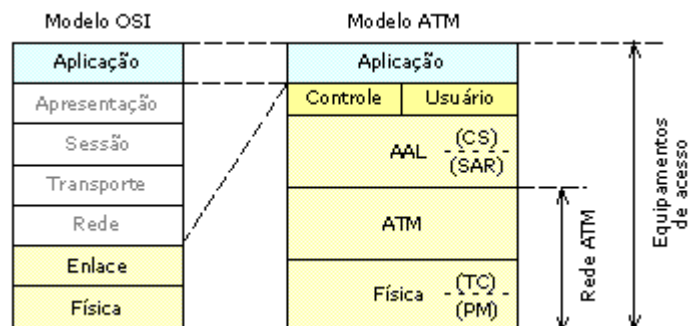 Modelo OSI
Aplicação
Apresentação
Sessão
Transporte
Rede
Enlace
Física
Modelo ATM
Aplicação
Controle
Usuário
AAL
(CS)
(SAR)
ATM
Física
(TC)
(PM)
Rede ATM
Equipamentos
de acesso